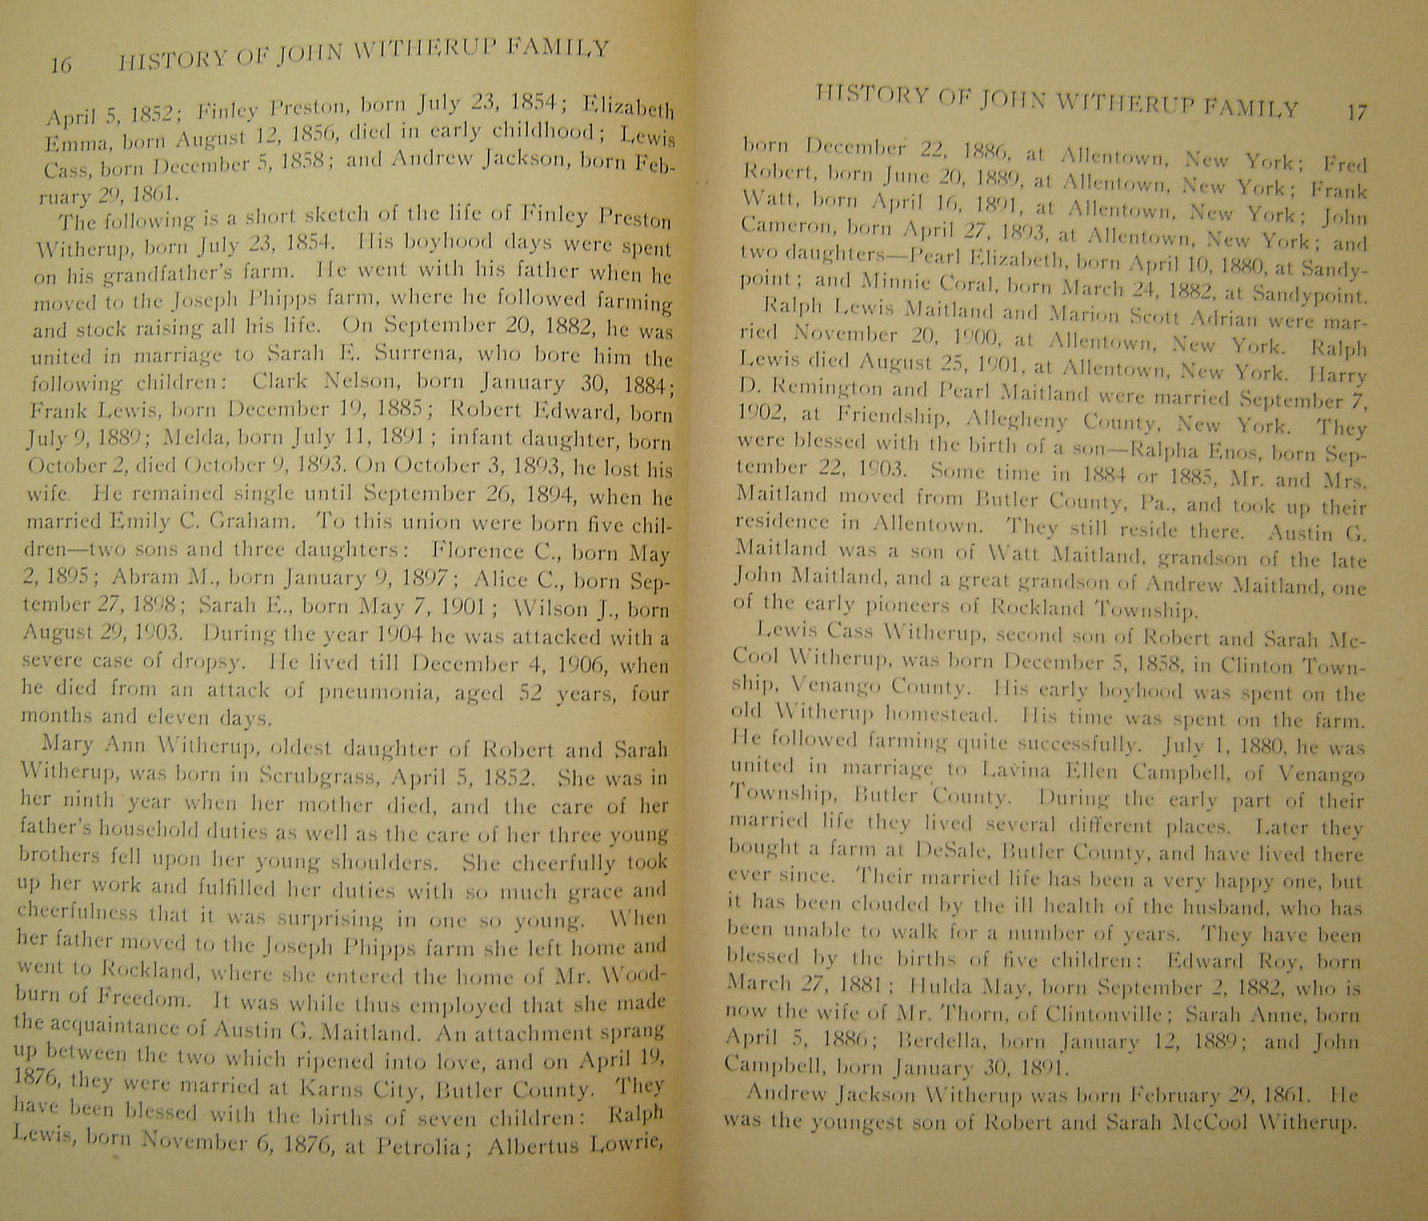 16 HISTORY OF JOHN WITHERUP FAMILY
April 5, 1852; Finley Preston, born July 23, 1854; Elizabeth
Emma, born August 12, 1856, died in early childhood; Lewis
Cass, born December 5, 1858; and Andrew Jackson, born Feb-
ruary 29, 1861.
The following is a short sketch of the life of Finley Preston
Witherup, born July 23, 1854. His boyhood days were spent
on his grandfather's farm. He went with his father when he
moved to the Joseph Phipps farm, where he followed farming
and stock raising all his life. On September 20, 1882, he was
united in marriage to Sarah E. Surrena, who bore him the
following children: Clark Nelson, born January 30, 1884;
Frank Lewis, born December 19, 1885; Robert Edward, born
July 9, 1889; Melda, born July 11, 1891; infant daughter, born
October 2, died October 9, 1893. On October 3, 1893, he lost his
wife. He remained single until September 26, 1894, when he
married Emily C. Graham. To this union were born five chil-
dren—two sons and three daughters: Florence C., born May
2, 1895; Abram M., born January 9, 1897; Alice C., born Sep-
tember 27, 1898; Sarah E., born May 7, 1901; Wilson J., born
August 29, 1903. During the year 1904 he was attacked with a
severe case of dropsy. He lived till December 4, 1906, when
he died from an attack of pneumonia, aged 52 years, four
months and eleven days.
Mary Ann Witherup, oldest daughter of Robert and Sarah
Witherup, was born in Scrubgrass, April 5, 1852. She was in
her ninth year when her mother died, and the care of her
father's household duties as well as the care of her three young
brothers fell upon her young shoulders. She cheerfully took
up her work and fulfilled her duties with so much grace and
cheerfulness that it was surprising in one so young. When
her father moved to the Joseph Phipps farm she left home and
went to Rockland, where she entered the home of Mr. Wood-
burn of Freedom. It was while thus employed that she made
the acquaintance of Austin G. Maitland. An attachment sprang
up between the two which ripened into love, and on April 19,
1876, they were married at Karns City, Butler County. They
have been blessed with the births of seven children: Ralph
Lewis, born November 6, 1876, at Petrolia; Albertus Lowrie,
HISTORY OF JOHN WITHERUP FAMILY 17
born December 22, 1886, at Allentown, New York; Fred
Robert, born June 20, 1889, at Allentown, New York; Frank
Watt, born April 16, 1891, at Allentown, New York; John
Cameron, born April 27, 1893, at Allentown, New York; and
two daughters—Pearl Elizabeth, born April 10, 1880, at Sandy-
point; and Minnie Coral, born March 24, 1882, at Sandypoint.
Ralph Lewis Maitland and Marion Scott Adrian were mar-
ried November 20, 1900, at Allentown, New York. Ralph
Lewis died August 25, 1901, at Allentown, New York. Harry
D. Remington and Pearl Maitland were married September 7,
1902, at Friendship, Allegheny County, New York. They
were blessed with the birth of a son—Ralpha Enos, born Sep-
tember 22, 1903. Some time in 1884 or 1885, Mr. and Mrs.
Maitland moved from Butler County, Pa., and took up their
residence in Allentown. They still reside there. Austin G.
Maitland was a son of Watt Maitland, grandson of the late
John Maitland, and a great grandson of Andrew Maitland, one
of the early pioneers of Rockland Township.
Lewis Cass Witherup, second son of Robert and Sarah Mc-
Cool Witherup, was born December 5, 1858, in Clinton Town-
ship, Venango County. His early boyhood was spent on the
old Witherup homestead. His time was spent on the farm.
He followed farming quite successfully. July 1, 1880, he was
united in marriage to Lavina Ellen Campbell, of Venango
Township, Butler County. During the early part of their
married life they lived several different places. Later they
bought a farm at DeSale, Butler County, and have lived there
ever since. Their married life has been a very happy one, but
it has been clouded by the ill health of the husband, who has
been unable to walk for a number of years. They have been
blessed by the births of five children: Edward Roy, born
March 27, 1881; Hulda May, born September 2, 1882, who is
now the wife of Mr. Thorn, of Clintonville; Sarah Anne, born
April 5, 1886; Berdella, born January 12, 1889; and John
Campbell, born January 30, 1891.
Andrew Jackson Witherup was born February 29, 1861. He
was the youngest son of Robert and Sarah McCool Witherup.